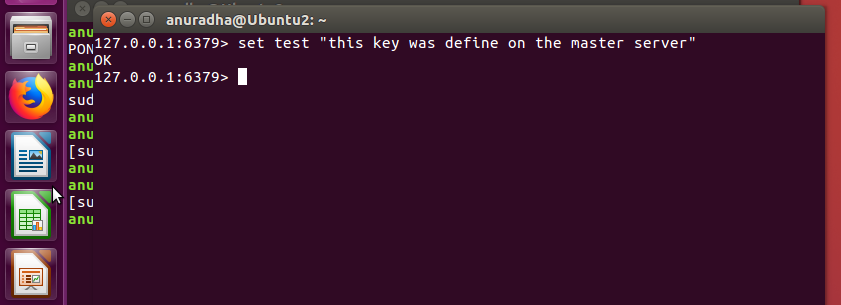 anuradha@Ubuntu2: ~
127.0.0.1:6379> set test "this key was define on the master server"
OK
127.0.0.1:6379>
anu
PON
anu
anu
sud
anu
anu
[su
anu
anu
[su
anu